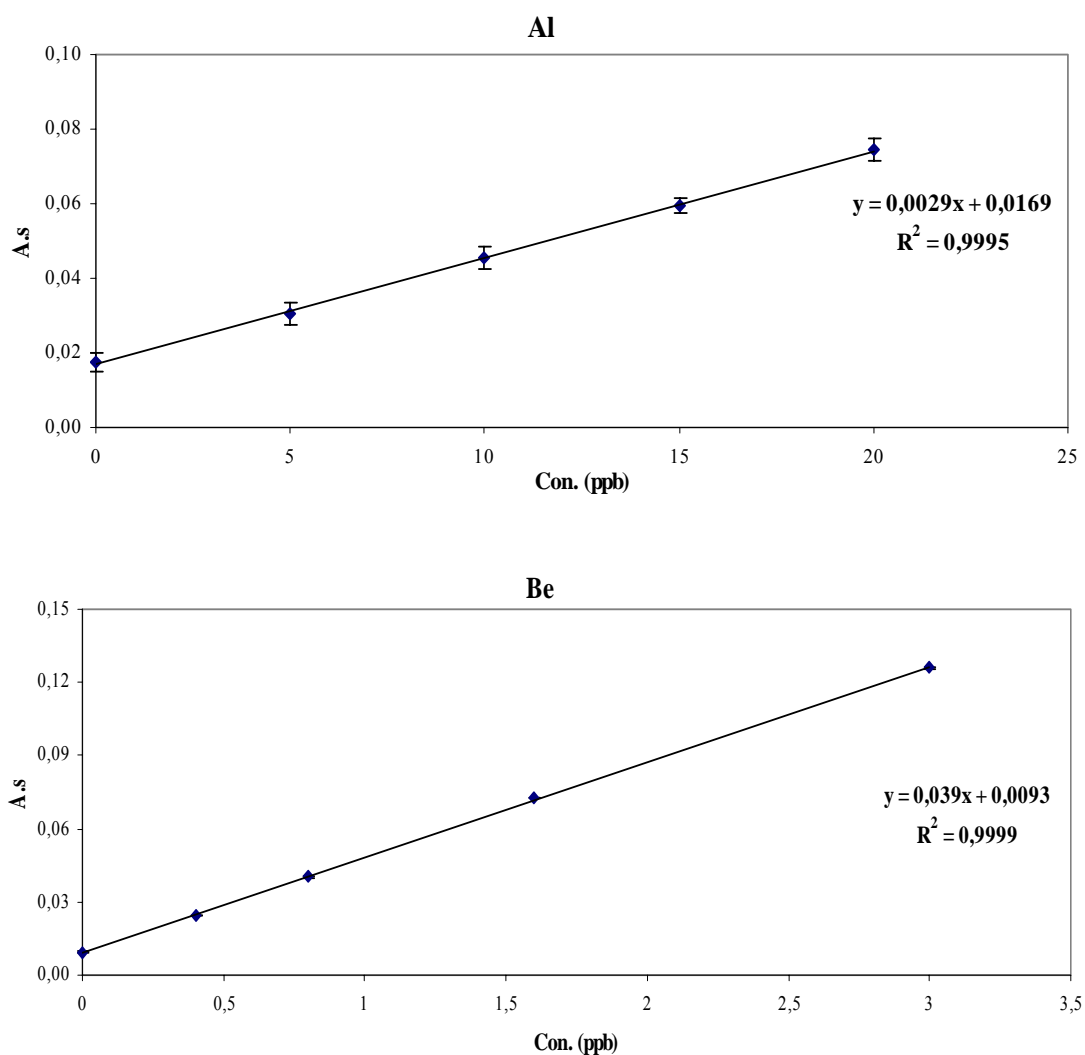 Al
0,10
0,08
0,06
0,04
0,02
0,00
A.s
y = 0,0029x + 0,0169
R² = 0,9995
0 5 10 15 20 25
Con. (ppb)
Be
0,15
0,12
0,09
0,06
0,03
0,00
A.s
y = 0,039x + 0,0093
R² = 0,9999
0 0,5 1 1,5 2 2,5 3 3,5
Con. (ppb)